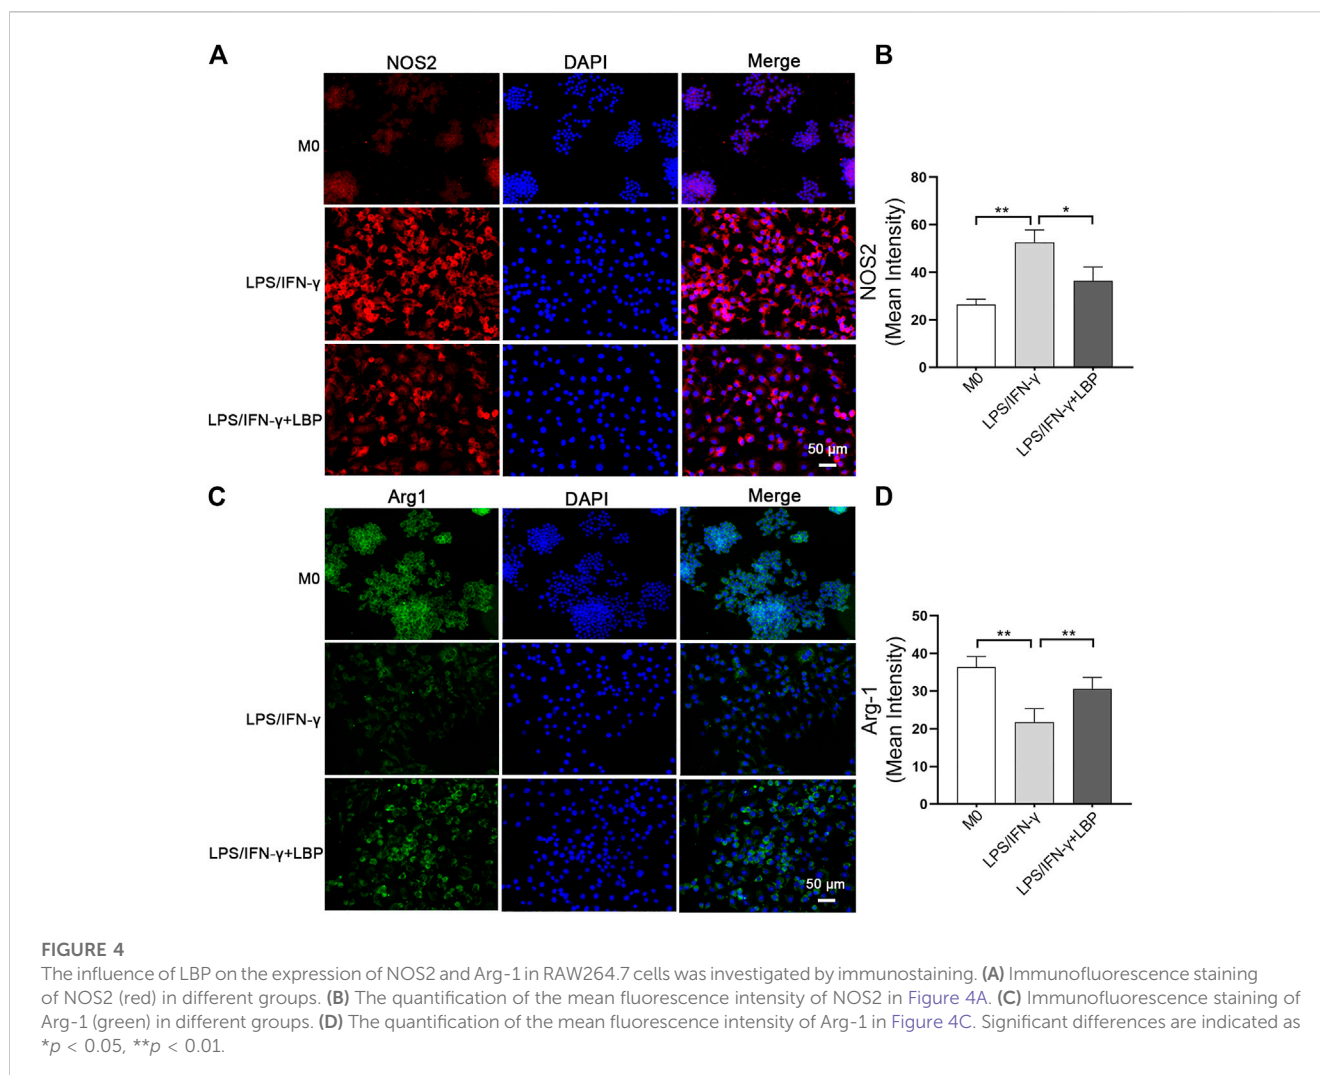 A
NOS2 DAPI Merge
M0
LPS/IFN-γ
LPS/IFN-γ+LBP
50 μm
B
NOS2
(Mean Intensity)
80
60
40
20
0
** *
M0
LPS/IFN-γ
LPS/IFN-γ+LBP
C
Arg1 DAPI Merge
M0
LPS/IFN-γ
LPS/IFN-γ+LBP
50 μm
D
Arg-1
(Mean Intensity)
50
40
30
20
10
0
** **
M0
LPS/IFN-γ
LPS/IFN-γ+LBP
FIGURE 4
The influence of LBP on the expression of NOS2 and Arg-1 in RAW264.7 cells was investigated by immunostaining. (A) Immunofluorescence staining
of NOS2 (red) in different groups. (B) The quantification of the mean fluorescence intensity of NOS2 in Figure 4A. (C) Immunofluorescence staining of
Arg-1 (green) in different groups. (D) The quantification of the mean fluorescence intensity of Arg-1 in Figure 4C. Significant differences are indicated as
*p < 0.05, **p < 0.01.